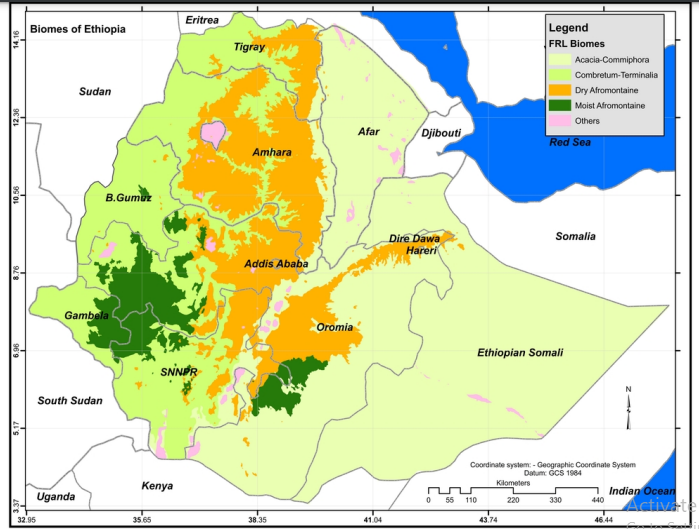 Biomes of Ethiopia
Eritrea
Tigray
Sudan
Afar
Djibouti
Amhara
B.Gumuz
Red Sea
Somalia
Dire Dawa
Hareri
Addis Ababa
Gambela
Oromia
Ethiopian Somali
SNNPR
South Sudan
Kenya
Uganda
Indian Ocean
Legend
FRL Biomes
Acacia-Commiphora
Combretum-Terminalia
Dry Afromontaine
Moist Afromontaine
Others
N
Coordinate system: - Geographic Coordinate System
Datum: GCS 1984
Kilometers
0 55 110 220 330 440
14.16
12.36
10.56
8.76
6.96
5.17
3.37
32.95 35.65 38.35 41.04 43.74 46.44
Activate